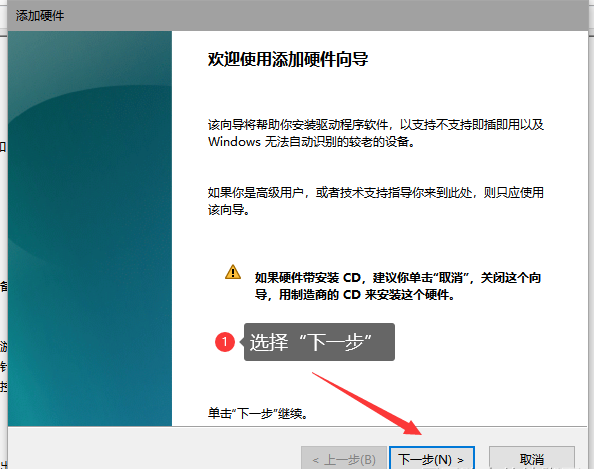 添加硬件
欢迎使用添加硬件向导
该向导将帮助你安装驱动程序软件，以支持不支持即插即用以及
Windows 无法自动识别的较老的设备。
如果你是高级用户，或者技术支持指导你来到此处，则只应使用
该向导。
如果硬件带安装 CD，建议你单击“取消”，关闭这个向
导，用制造商的 CD 来安装这个硬件。
1 选择“下一步”
单击“下一步”继续。
< 上一步(B) 下一步(N) > 取消